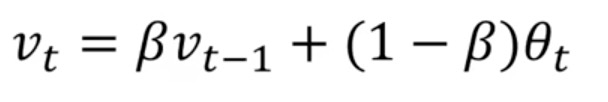 v_t = βv_{t−1} + (1 − β)θ_t